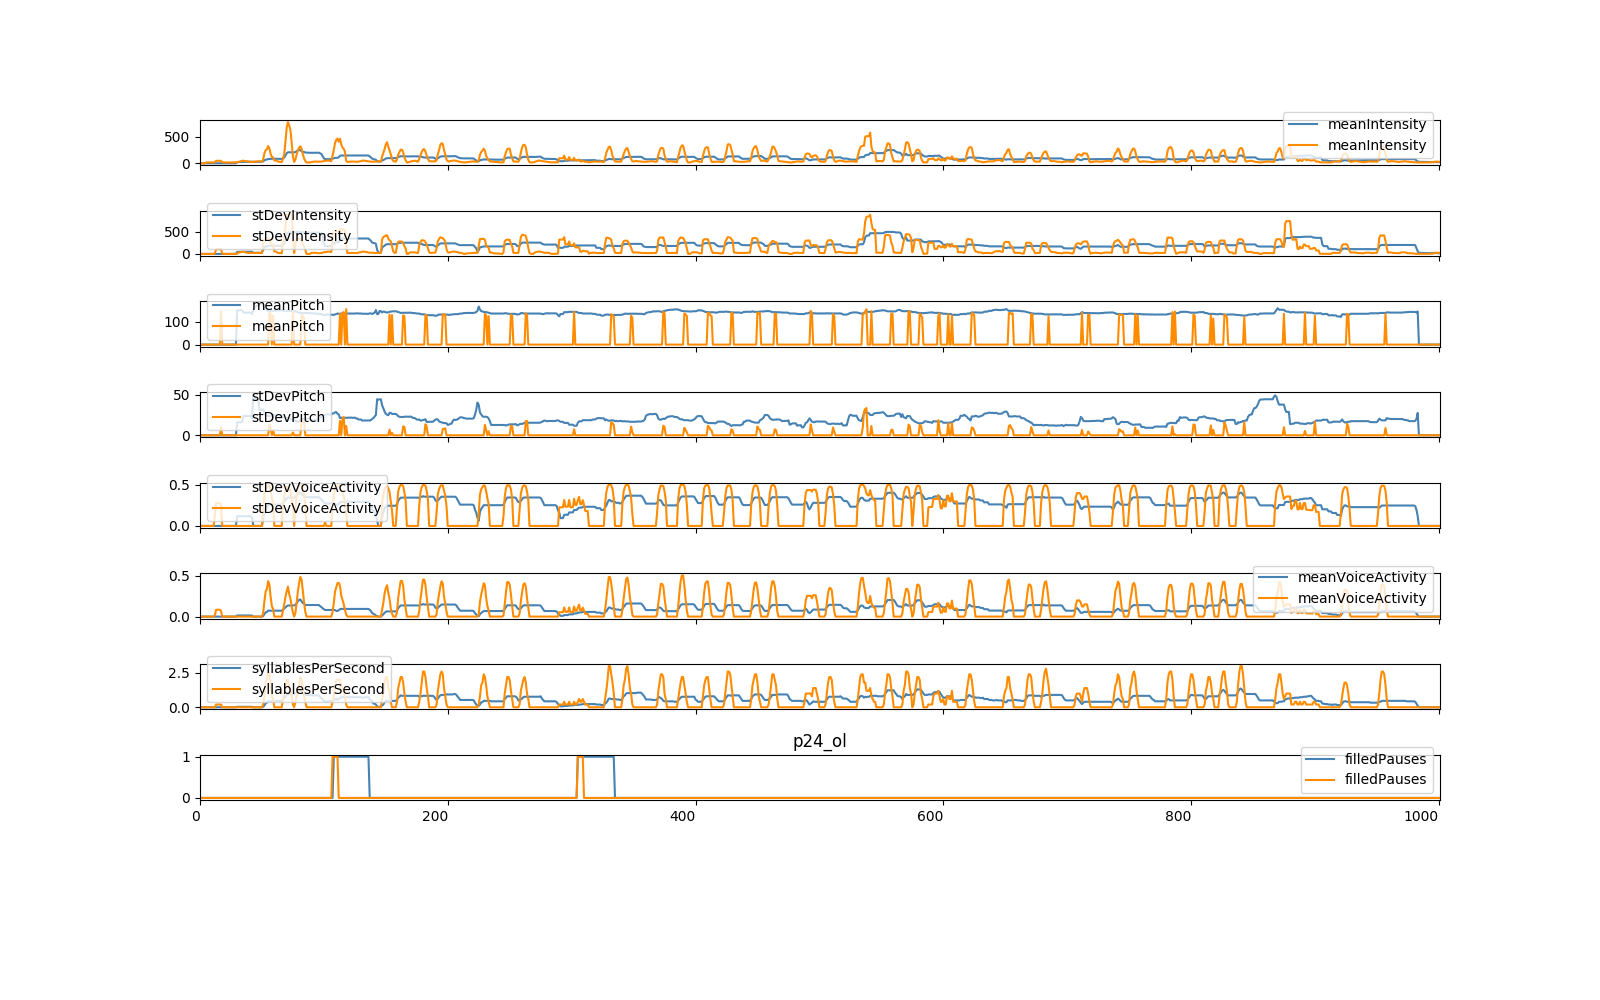 500
0
meanIntensity
meanIntensity
500
0
stDevIntensity
stDevIntensity
100
0
meanPitch
meanPitch
50
0
stDevPitch
stDevPitch
0.5
0.0
stDevVoiceActivity
stDevVoiceActivity
0.5
0.0
meanVoiceActivity
meanVoiceActivity
2.5
0.0
syllablesPerSecond
syllablesPerSecond
p24_ol
1
0
filledPauses
filledPauses
0 200 400 600 800 1000